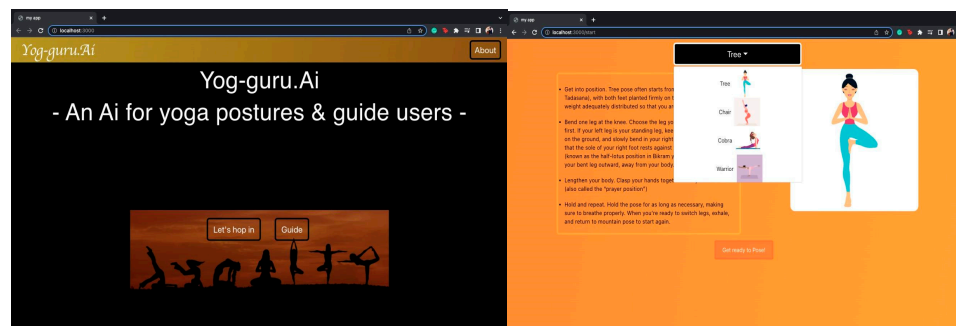 my app
localhost:3000
Yog-guru.Ai
About
Yog-guru.Ai
- An Ai for yoga postures & guide users -
Let's hop in
Guide
my app
localhost:3000/start
Tree
Tree
Chair
Cobra
Warrior
• Get into position. Tree pose often starts from
Tadasana), with both feet planted firmly on
weight adequately distributed so that you
• Bend one leg at the knee. Choose the leg
first. If your left is your standing leg,
on the ground, and slowly bend in your right
that the sole of your right foot rests against
(known as the half-lotus position in Bikram
your bent leg outward, away from your body
• Lengthen your body. Clasp your hands
(also called the "prayer position")
• Hold and repeat. Hold the pose for as long as necessary, making
sure to breathe properly. When you're ready to switch legs, exhale,
and return to mountain pose to start again.
Get ready to Pose!